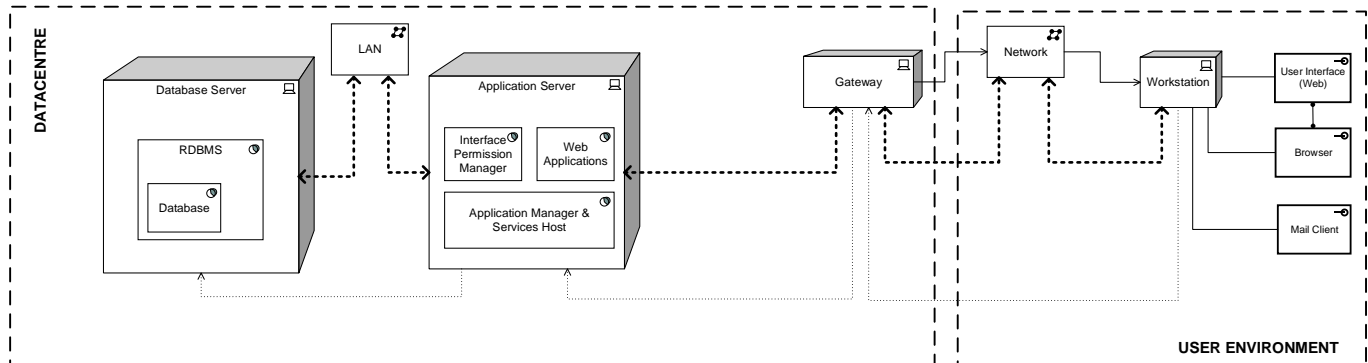 DATACENTRE
LAN
Database Server
RDBMS
Database
Application Server
Interface
Permission
Manager
Web
Applications
Application Manager &
Services Host
Gateway
Network
Workstation
User Interface
(Web)
Browser
Mail Client
USER ENVIRONMENT